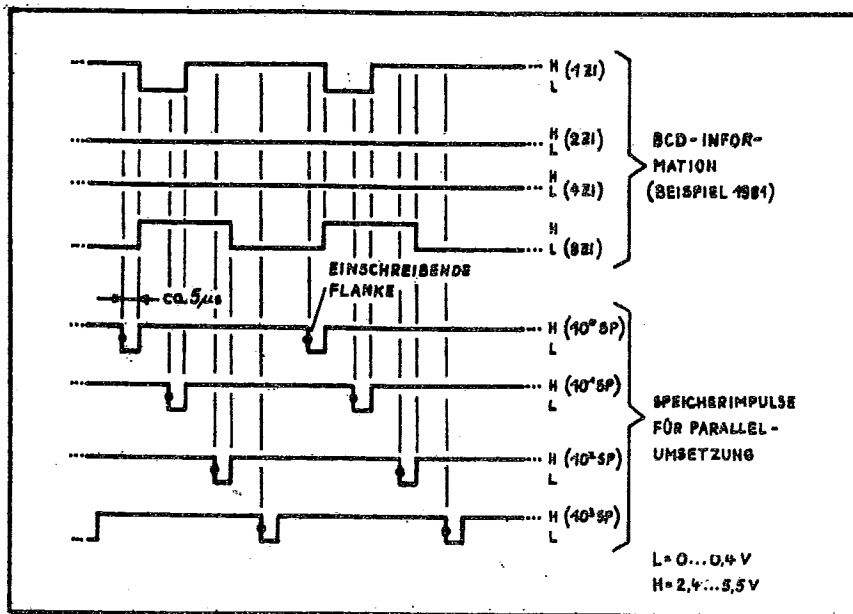 H (1ZI)
L
H (2ZI)
L
H (4ZI)
L
H
L (8ZI)
BCD-INFOR-
MATION
(BEISPIEL 1981)
EINSCHREIBENDE
FLANKE
ca. 5µs
H (10⁰SP)
L
H (10¹SP)
L
H (10²SP)
L
H (10³SP)
L
SPEICHERIMPULSE
FÜR PARALLEL-
UMSETZUNG
L=0...0,4 V
H=2,4...5,5 V